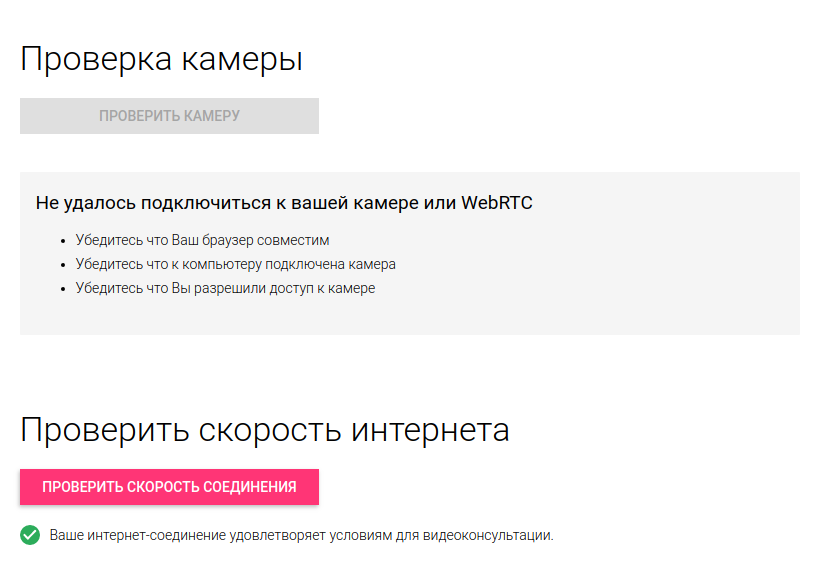 Проверка камеры
ПРОВЕРИТЬ КАМЕРУ
Не удалось подключиться к вашей камере или WebRTC
Убедитесь что Ваш браузер совместим
Убедитесь что к компьютеру подключена камера
Убедитесь что Вы разрешили доступ к камере
Проверить скорость интернета
ПРОВЕРИТЬ СКОРОСТЬ СОЕДИНЕНИЯ
Ваше интернет-соединение удовлетворяет условиям для видеоконсультации.